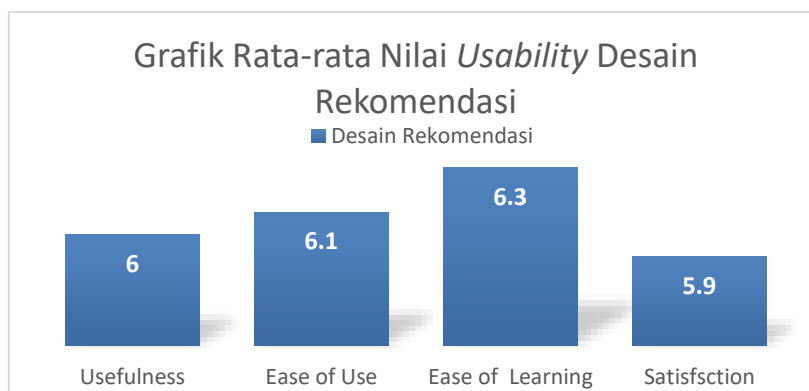 Grafik Rata-rata Nilai Usability Desain
Rekomendasi
Desain Rekomendasi
6
6.1
6.3
5.9
Usefulness
Ease of Use
Ease of Learning
Satisfsction